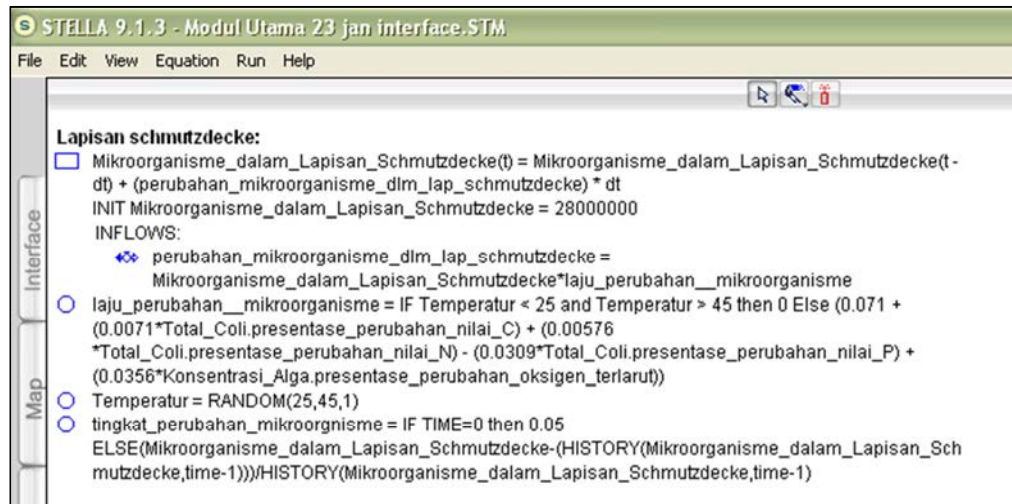 STELLA 9.1.3 - Modul Utama 23 jan interface.STM
File Edit View Equation Run Help
Lapisan schmutzdecke:
Mikroorganisme_dalam_Lapisan_Schmutzdecke(t) = Mikroorganisme_dalam_Lapisan_Schmutzdecke(t -
dt) + (perubahan_mikroorganisme_dlm_lap_schmutzdecke) * dt
INIT Mikroorganisme_dalam_Lapisan_Schmutzdecke = 28000000
INFLOWS:
perubahan_mikroorganisme_dlm_lap_schmutzdecke =
Mikroorganisme_dalam_Lapisan_Schmutzdecke*laju_perubahan__mikroorganisme
laju_perubahan__mikroorganisme = IF Temperatur < 25 and Temperatur > 45 then 0 Else (0.071 +
(0.0071*Total_Coli.presentase_perubahan_nilai_C) + (0.00576
*Total_Coli.presentase_perubahan_nilai_N) - (0.0309*Total_Coli.presentase_perubahan_nilai_P) +
(0.0356*Konsentrasi_Alga.presentase_perubahan_oksigen_terlarut))
Temperatur = RANDOM(25,45,1)
tingkat_perubahan_mikroorgnisme = IF TIME=0 then 0.05
ELSE(Mikroorganisme_dalam_Lapisan_Schmutzdecke-(HISTORY(Mikroorganisme_dalam_Lapisan_Sch
mutzdecke,time-1)))/HISTORY(Mikroorganisme_dalam_Lapisan_Schmutzdecke,time-1)
Interface
Map